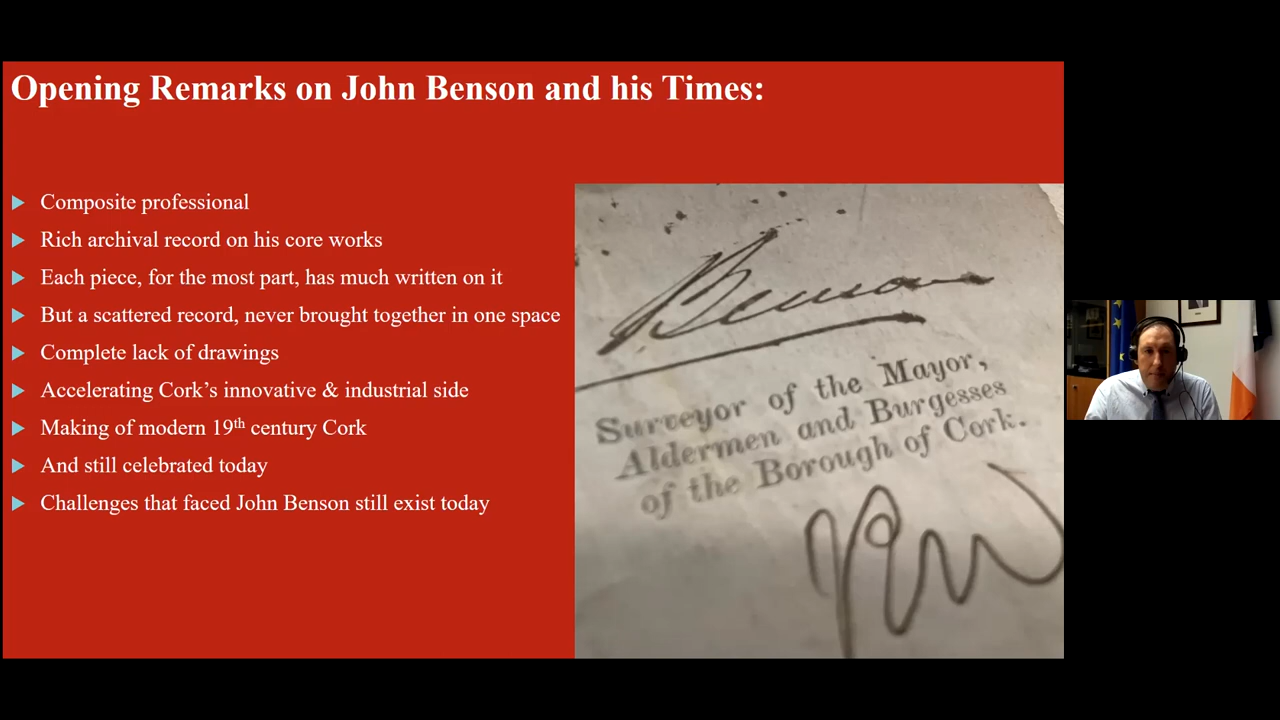 Opening Remarks on John Benson and his Times:
Composite professional
Rich archival record on his core works
Each piece, for the most part, has much written on it
But a scattered record, never brought together in one space
Complete lack of drawings
Accelerating Cork's innovative & industrial side
Making of modern 19th century Cork
And still celebrated today
Challenges that faced John Benson still exist today
Benson
Surveyor of the Mayor,
Aldermen and Burgesses
of the Borough of Cork.